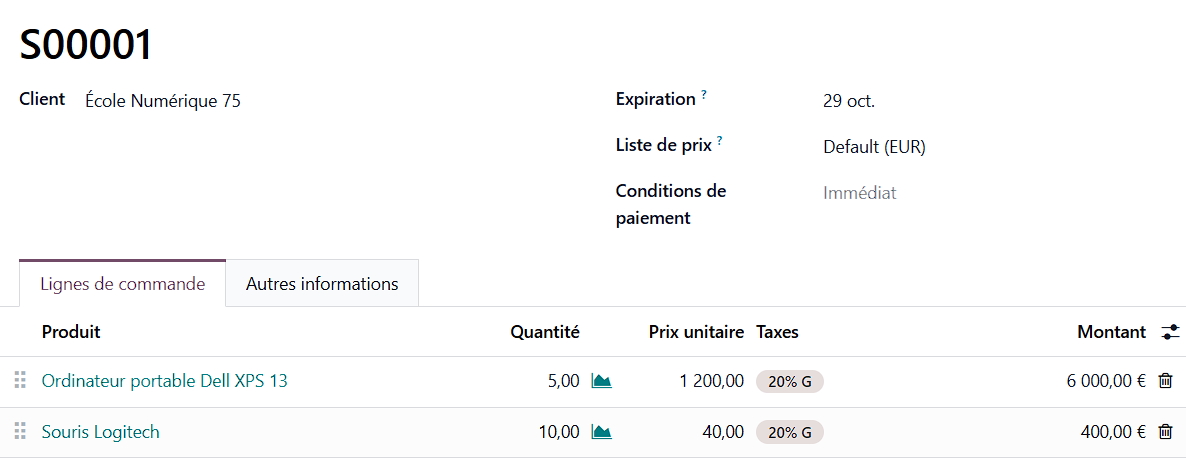 S00001
Client École Numérique 75
Expiration ? 29 oct.
Liste de prix ? Default (EUR)
Conditions de paiement Immédiat
Lignes de commande Autres informations
Produit Quantité Prix unitaire Taxes Montant
Ordinateur portable Dell XPS 13 5,00 1 200,00 20% G 6 000,00 €
Souris Logitech 10,00 40,00 20% G 400,00 €